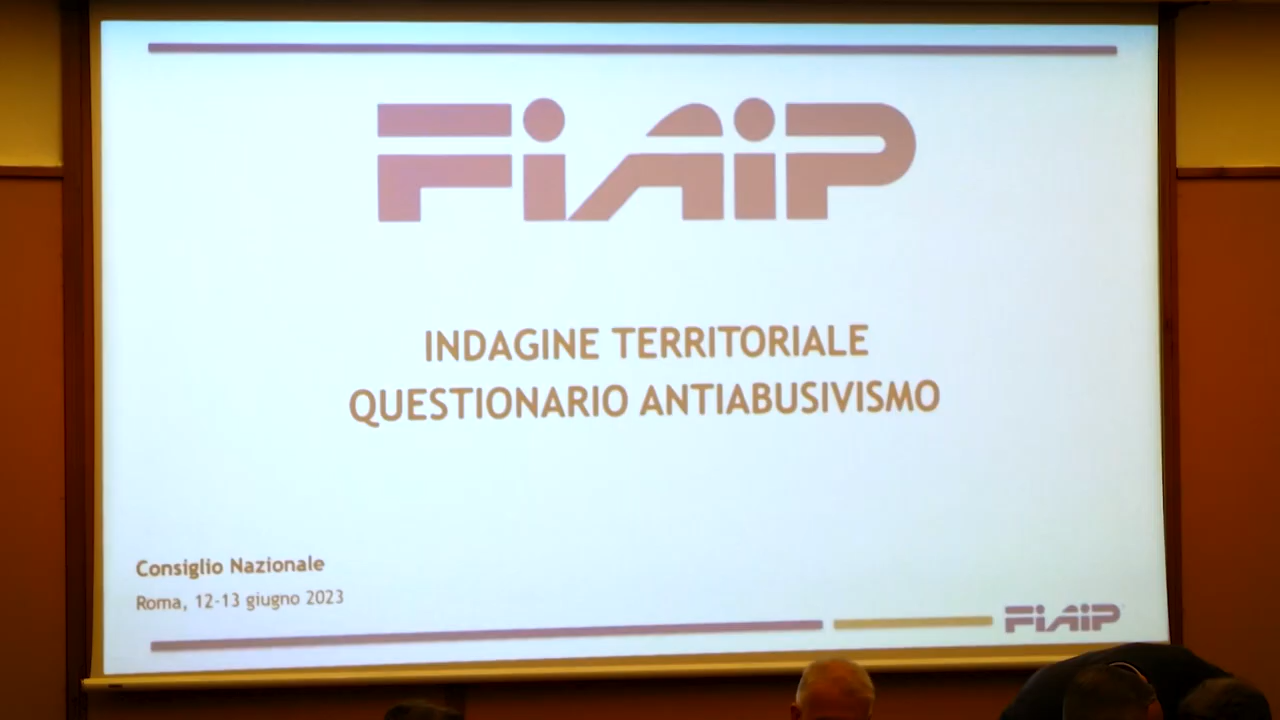 FIAIP
INDAGINE TERRITORIALE
QUESTIONARIO ANTIABUSIVISMO
Consiglio Nazionale
Roma, 12-13 giugno 2023
FIAIP